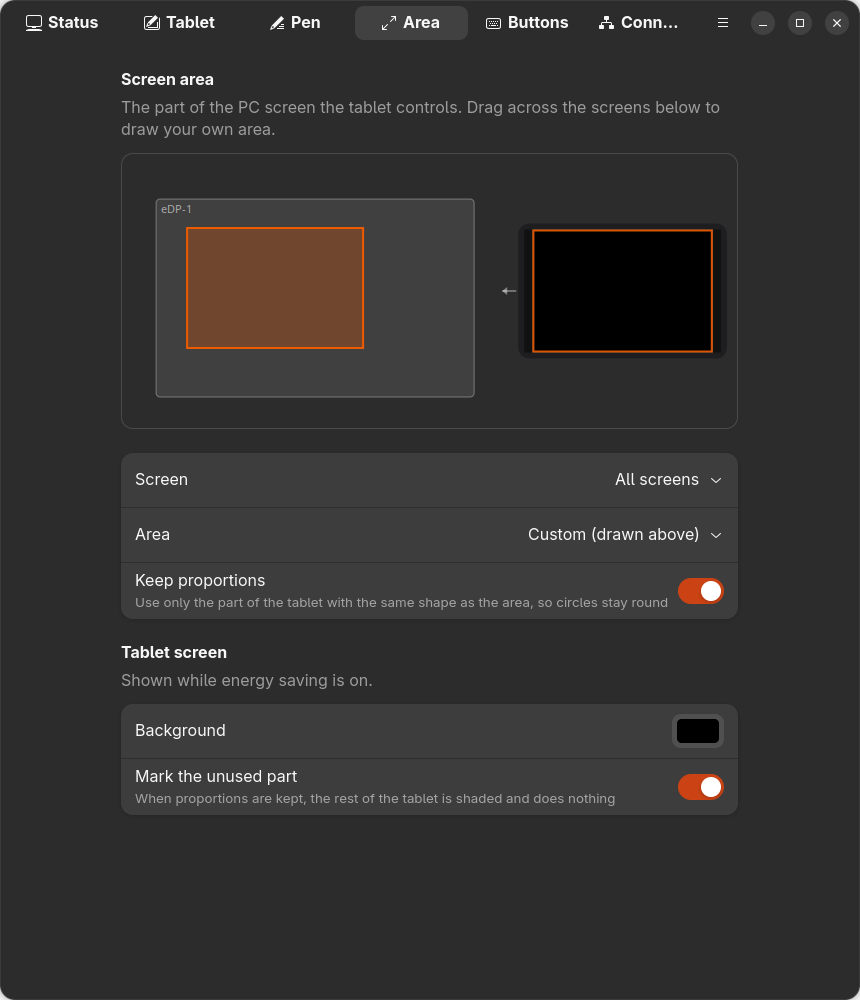 Status
Tablet
Pen
Area
Buttons
Conn...
Screen area
The part of the PC screen the tablet controls. Drag across the screens below to
draw your own area.
eDP-1
Screen
All screens
Area
Custom (drawn above)
Keep proportions
Use only the part of the tablet with the same shape as the area, so circles stay round
Tablet screen
Shown while energy saving is on.
Background
Mark the unused part
When proportions are kept, the rest of the tablet is shaded and does nothing